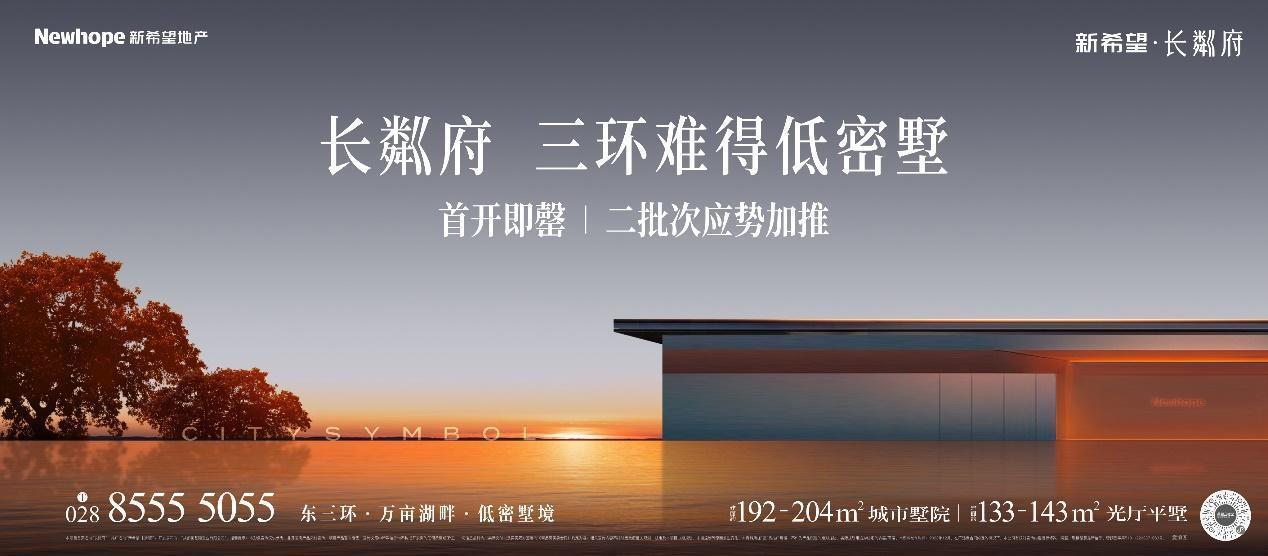 Newhope 新希望地产
新希望·长粼府
长粼府 三环难得低密墅
首开即罄 | 二批次应势加推
CITY SYMBOL
Newhope
028 8555 5055 东三环·万亩湖畔·低密墅境
192-204m² 城市墅院 | 133-143m² 光厅平墅